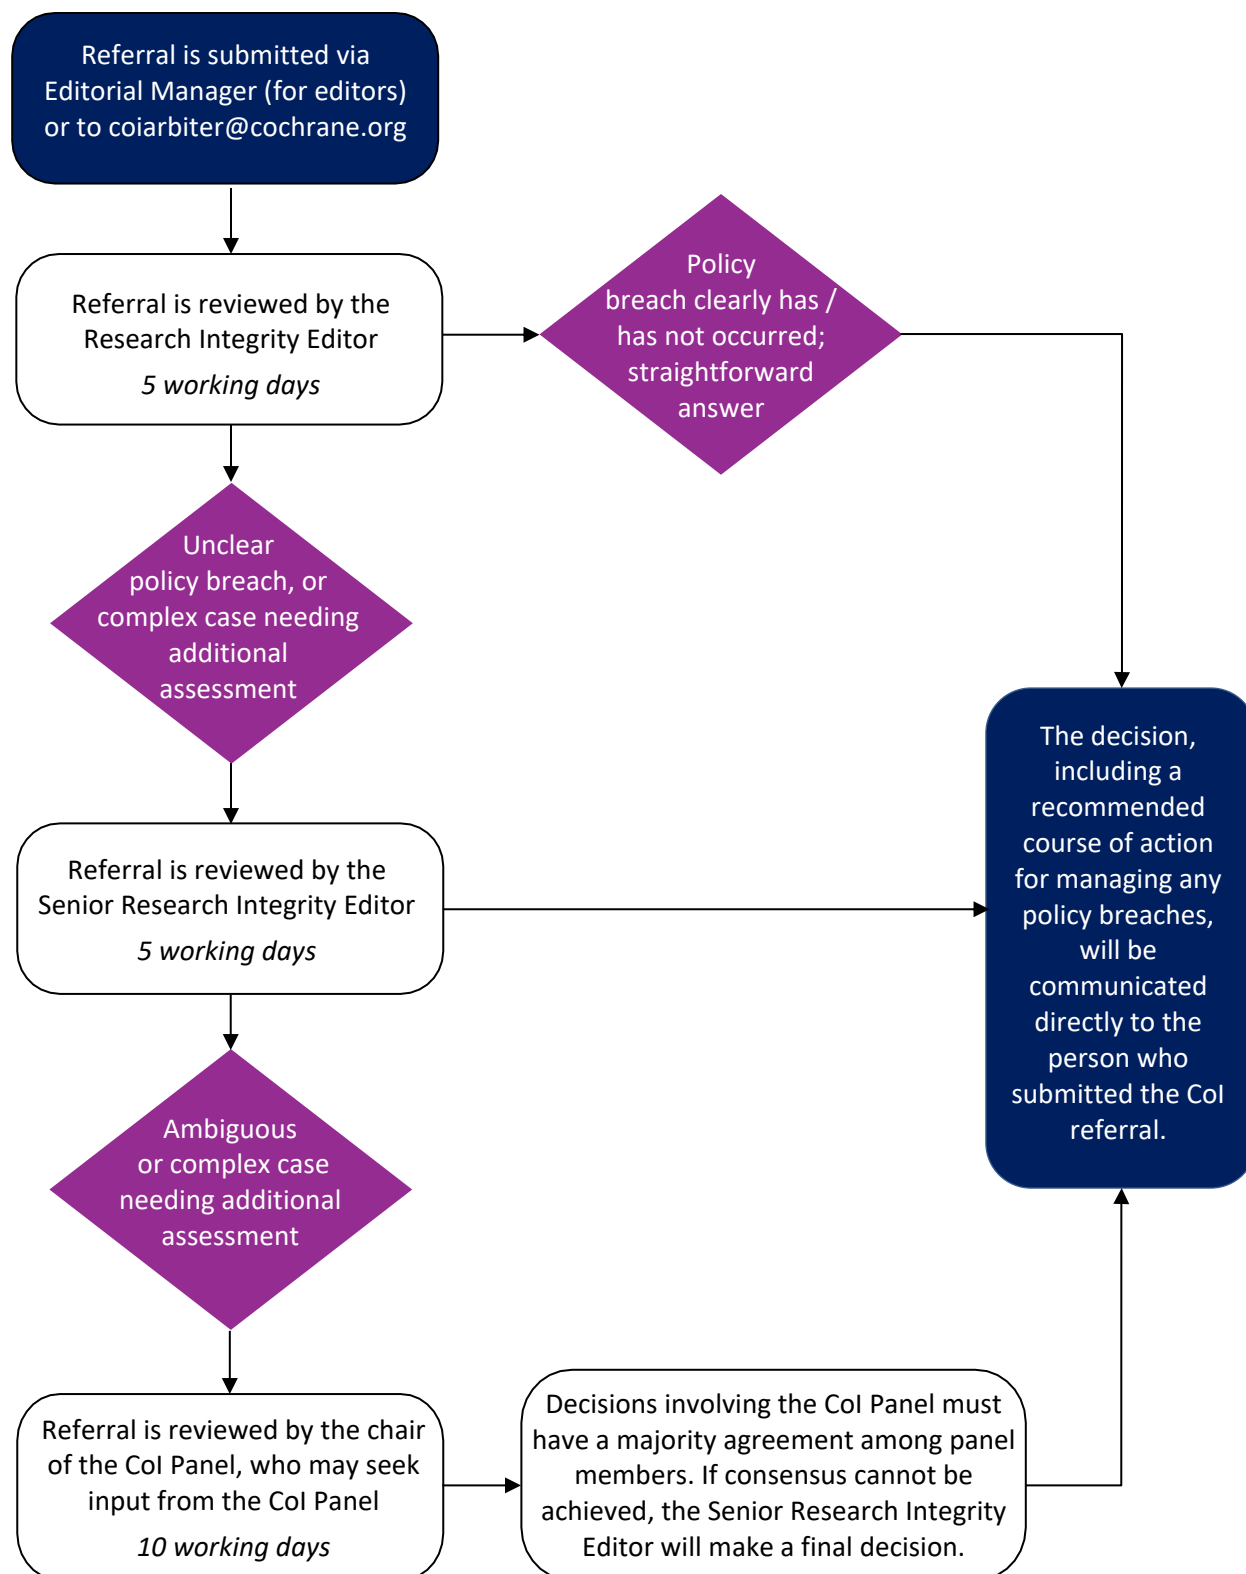 Referral is submitted via
Editorial Manager (for editors)
or to coiarbiter@cochrane.org
Referral is reviewed by the
Research Integrity Editor
5 working days
Policy
breach clearly has /
has not occurred;
straightforward
answer
Unclear
policy breach, or
complex case needing
additional
assessment
Referral is reviewed by the
Senior Research Integrity Editor
5 working days
The decision,
including a
recommended
course of action
for managing any
policy breaches,
will be
communicated
directly to the
person who
submitted the CoI
referral.
Ambiguous
or complex case
needing additional
assessment
Referral is reviewed by the chair
of the CoI Panel, who may seek
input from the CoI Panel
10 working days
Decisions involving the CoI Panel must
have a majority agreement among panel
members. If consensus cannot be
achieved, the Senior Research Integrity
Editor will make a final decision.